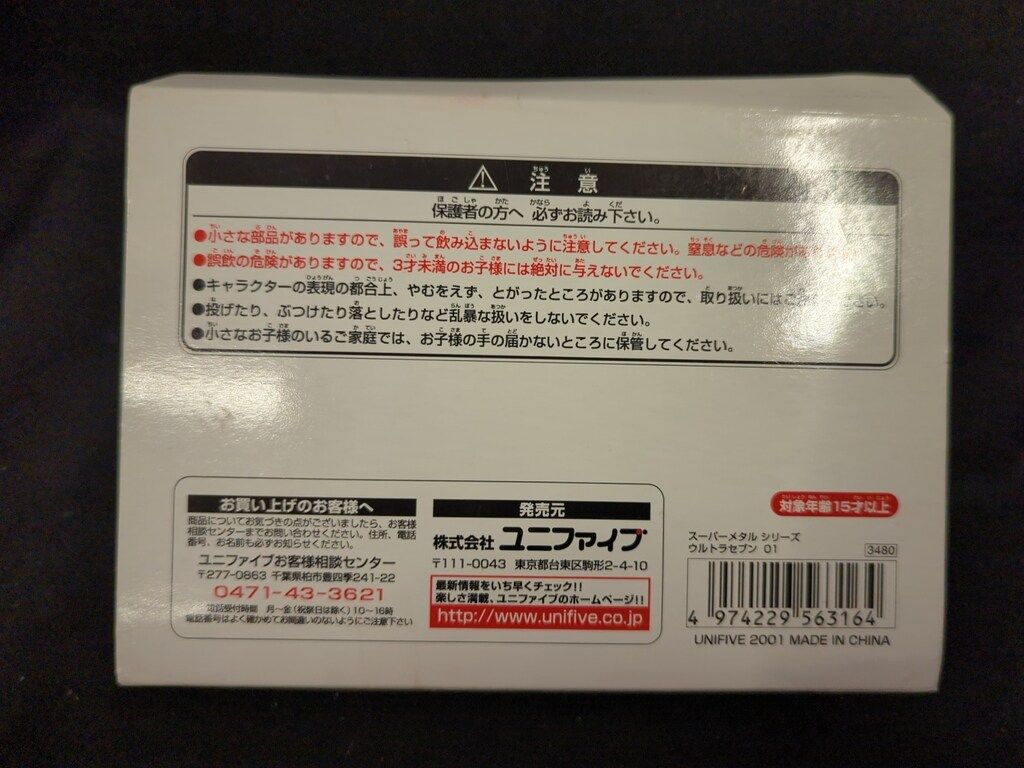 注意
保護者の方へ 必ずお読み下さい。
●小さな部品がありますので、誤って飲み込まないように注意してください。窒息などの危険が
●誤飲の危険がありますので、3才未満のお子様には絶対に与えないでください。
●キャラクターの表現の都合上、やむをえず、とがったところがありますので、取り扱いにはご
●投げたり、ぶつけたり落としたりなど乱暴な扱いをしないでください。
●小さなお子様のいるご家庭では、お子様の手の届かないところに保管してください。
お買い上げのお客様へ
商品についてお気づきの点がございましたら、お客様
相談センターまでお問い合わせください。住所、電話
番号、お名前も必ずお知らせください。
ユニファイブお客様相談センター
〒277-0863 千葉県柏市豊四季241-22
0471-43-3621
電話受付時間 月〜金(祝祭日は除く)10〜16時
電話番号はよく確かめてお間違いのないようにご注意下さい
発売元
株式会社 ユニファイブ
〒111-0043 東京都台東区駒形2-4-10
最新情報をいち早くチェック!!
楽しさ満載、ユニファイブのホームページ!!
http://www.unifive.co.jp
対象年齢15才以上
スーパーメタル シリーズ
ウルトラセブン 01
3480
4 974229 563164
UNIFIVE 2001 MADE IN CHINA